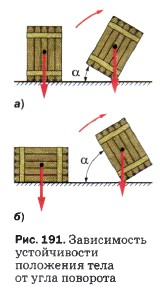 α
а)
α
б)
Рис. 191. Зависимость
устойчивости
положения тела
от угла поворота